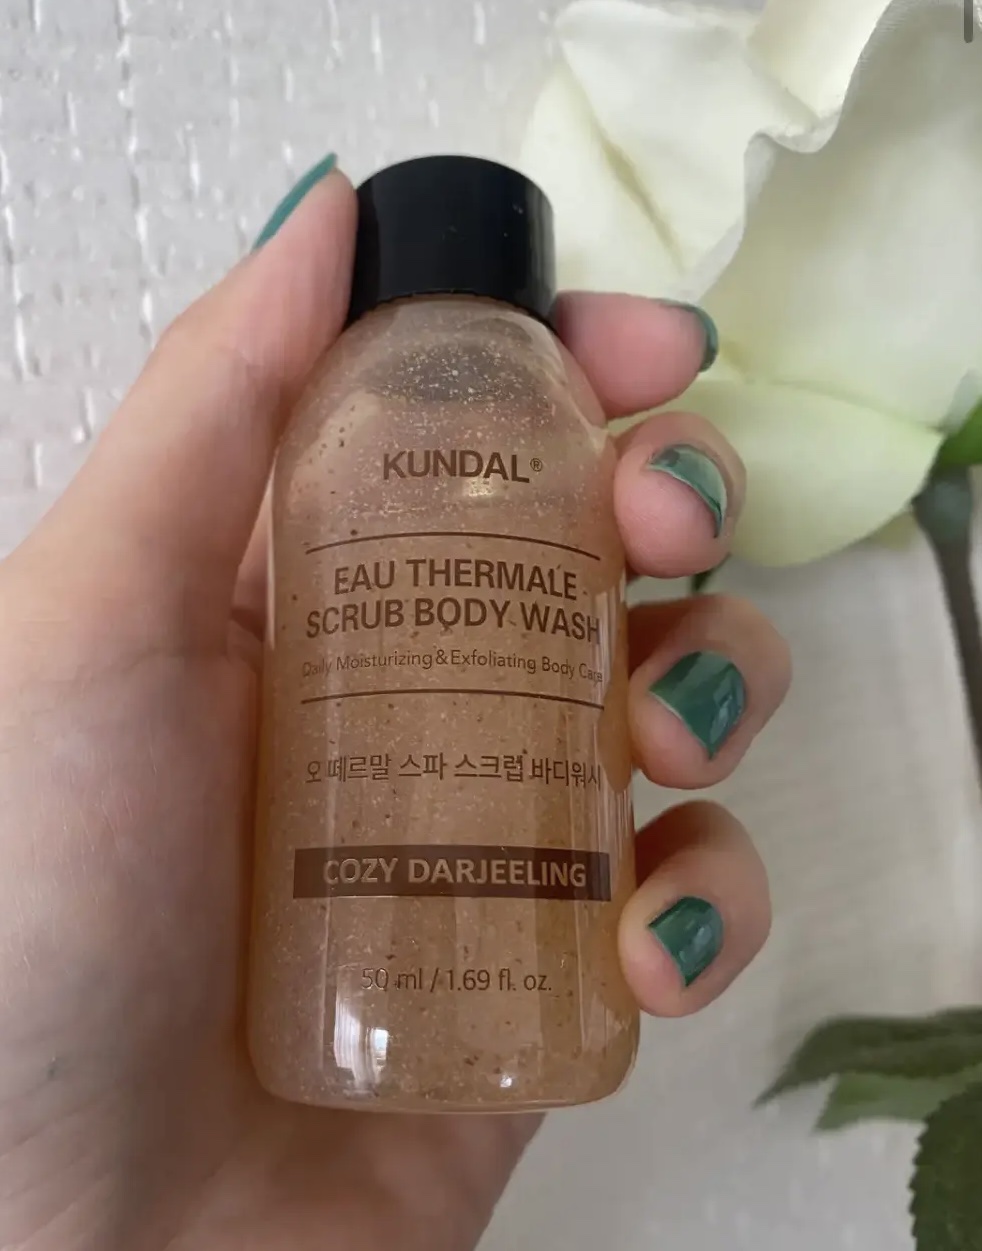 KUNDAL®
EAU THERMALE
SCRUB BODY WASH
Daily Moisturizing & Exfoliating Body Care
오 떼르말 스파 스크럽 바디워시
COZY DARJEELING
50 ml / 1.69 fl. oz.